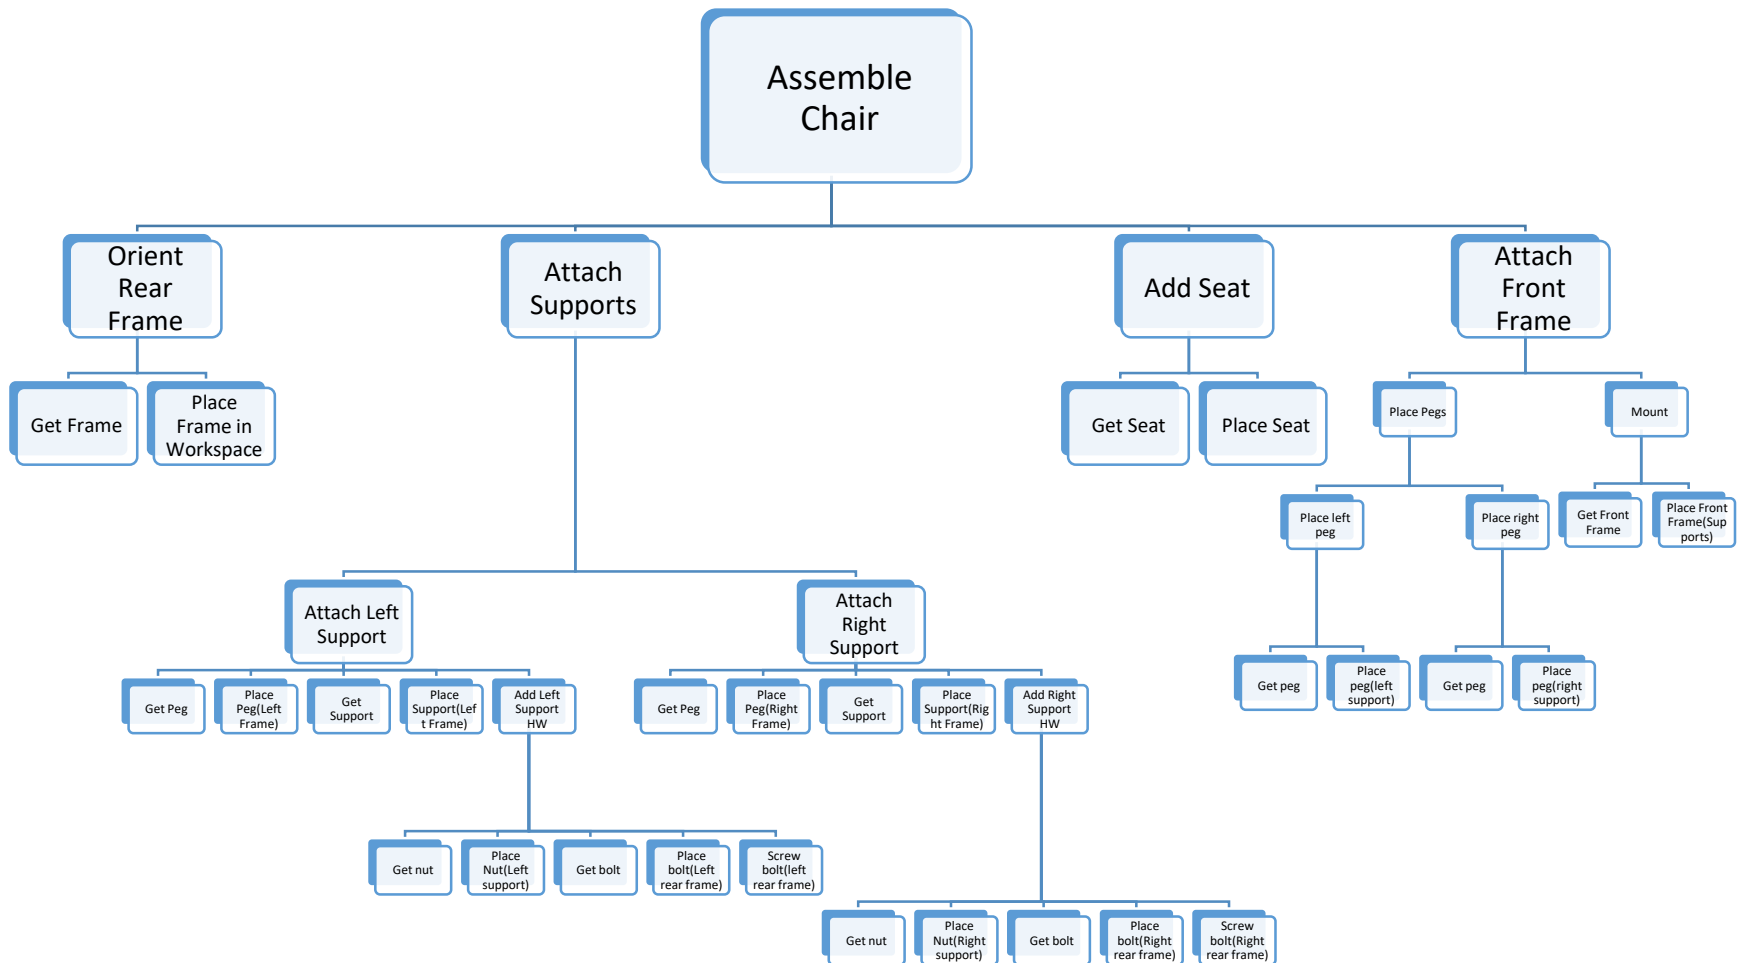 Assemble
Chair
Orient
Rear
Frame
Attach
Supports
Add Seat
Attach
Front
Frame
Get Frame
Place
Frame in
Workspace
Get Seat
Place Seat
Place Pegs
Mount
Place left
peg
Place right
peg
Get Front
Frame
Place Front
Frame(Sup
ports)
Attach Left
Support
Attach
Right
Support
Get peg
Place
peg(left
support)
Get peg
Place
peg(right
support)
Get Peg
Place
Peg(Left
Frame)
Get
Support
Place
Support(Lef
t Frame)
Add Left
Support
HW
Get Peg
Place
Peg(Right
Frame)
Get
Support
Place
Support(Rig
ht Frame)
Add Right
Support
HW
Get nut
Place
Nut(Left
support)
Get bolt
Place
bolt(Left
rear frame)
Screw
bolt(left
rear frame)
Get nut
Place
Nut(Right
support)
Get bolt
Place
bolt(Right
rear frame)
Screw
bolt(Right
rear frame)